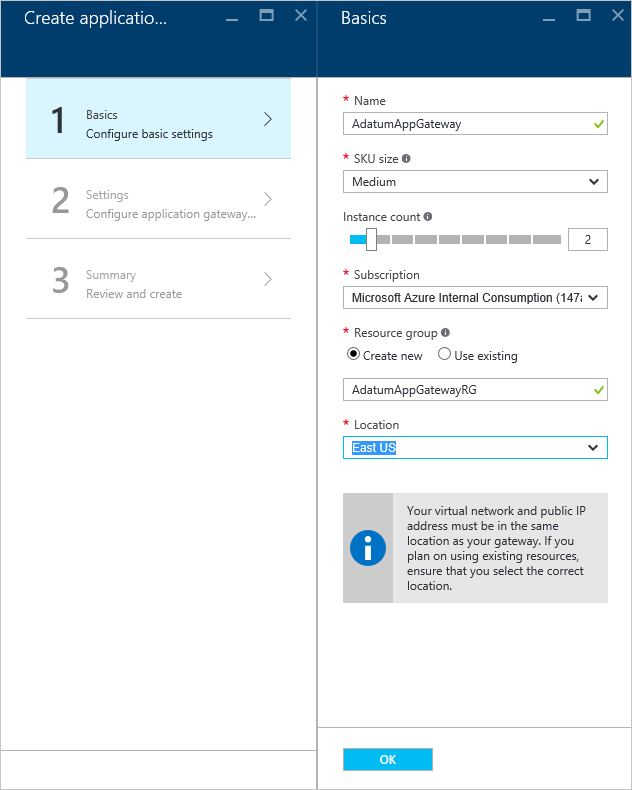 Create applicatio...
1
Basics
Configure basic settings
2
Settings
Configure application gateway...
3
Summary
Review and create
Basics
* Name
AdatumAppGateway
* SKU size
Medium
Instance count
2
* Subscription
Microsoft Azure Internal Consumption (147a
* Resource group
Create new Use existing
AdatumAppGatewayRG
* Location
East US
Your virtual network and public IP
address must be in the same
location as your gateway. If you
plan on using existing resources,
ensure that you select the correct
location.
OK